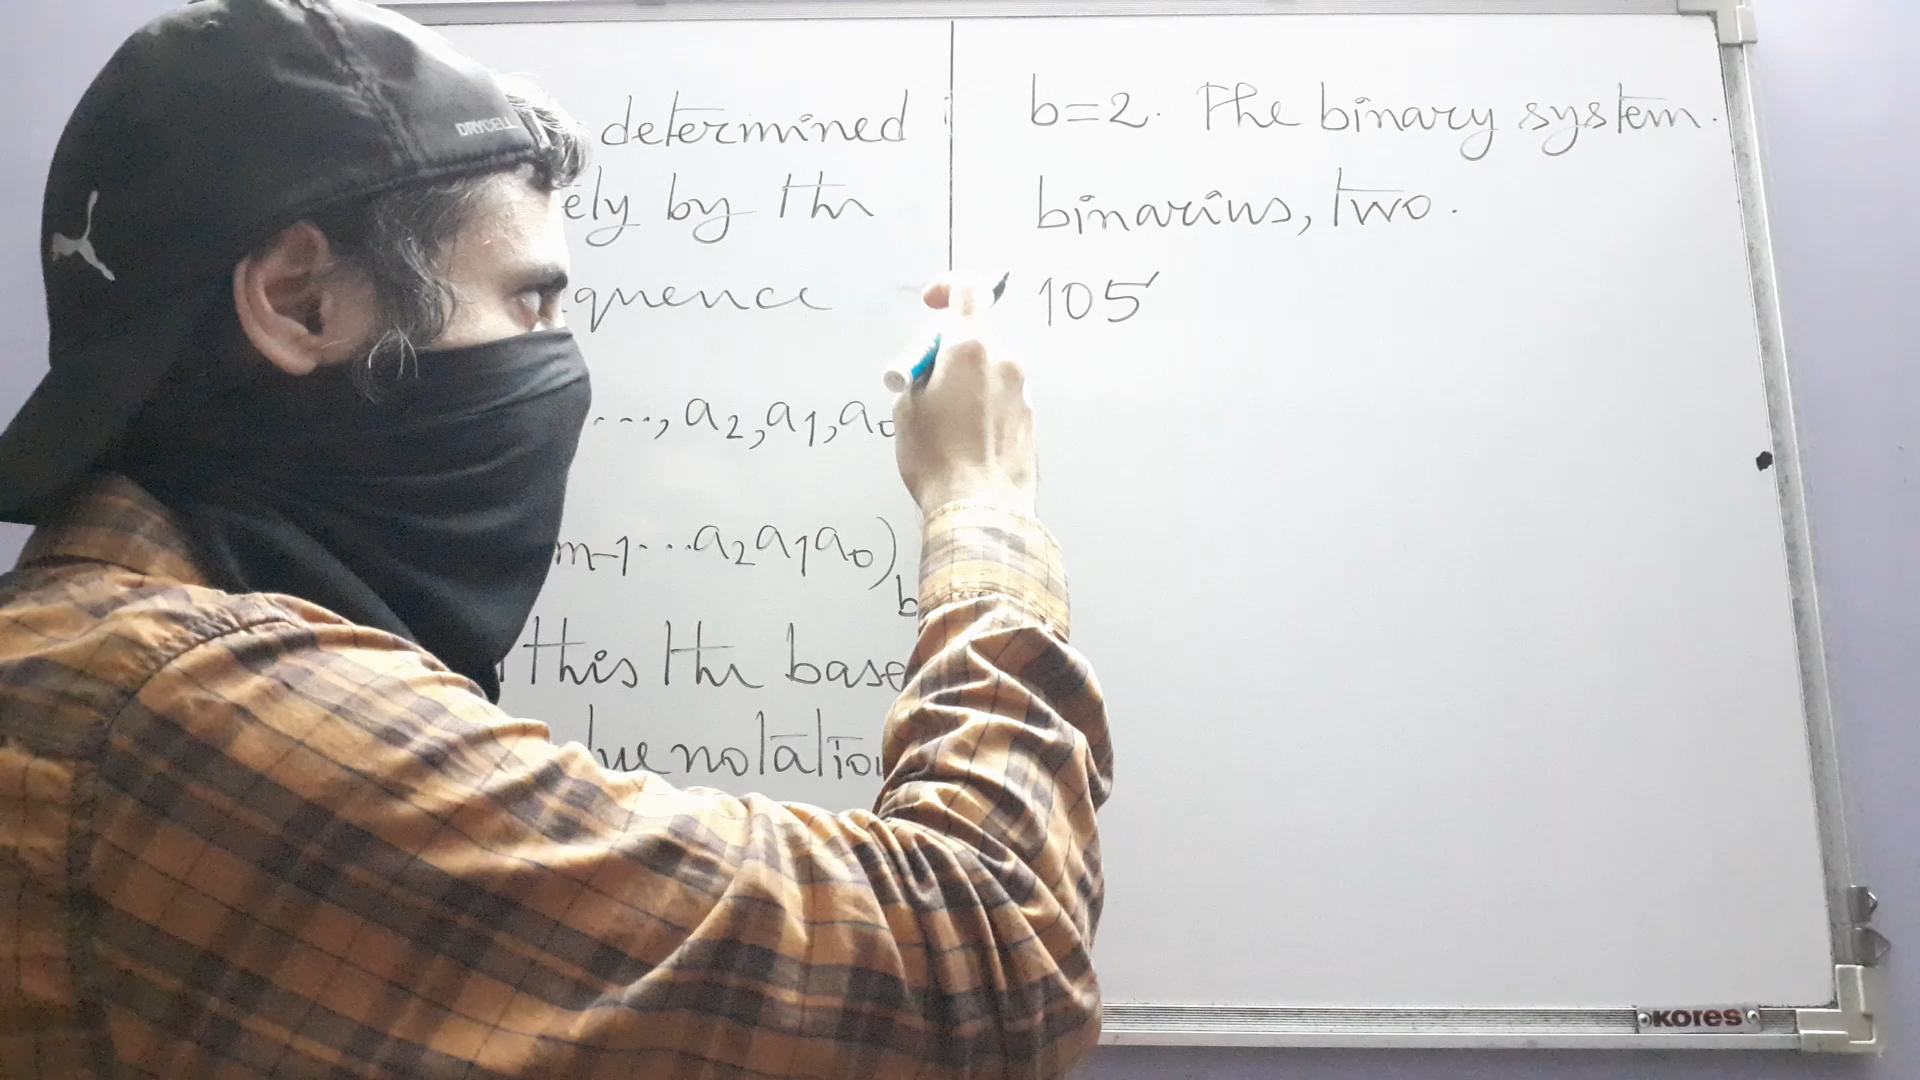 determined
ely by the
quence
..., a2, a1, a0
m-1...a2a1a0)b
this the base
notation
b=2. The binary system.
binarius, two.
105
DRYCELL
KORES